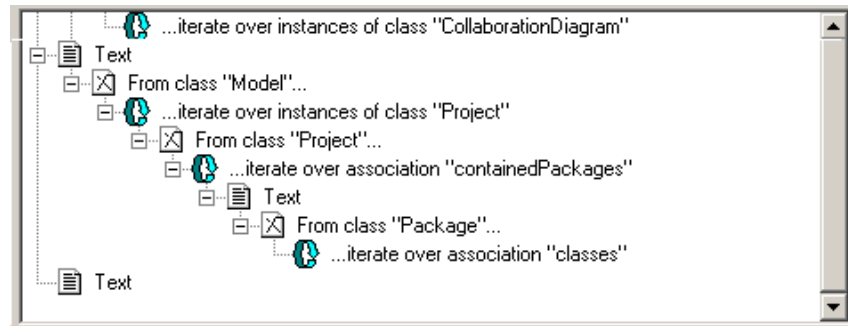 ...iterate over instances of class "CollaborationDiagram"
Text
From class "Model"...
...iterate over instances of class "Project"
From class "Project"...
...iterate over association "containedPackages"
Text
From class "Package"...
...iterate over association "classes"
Text